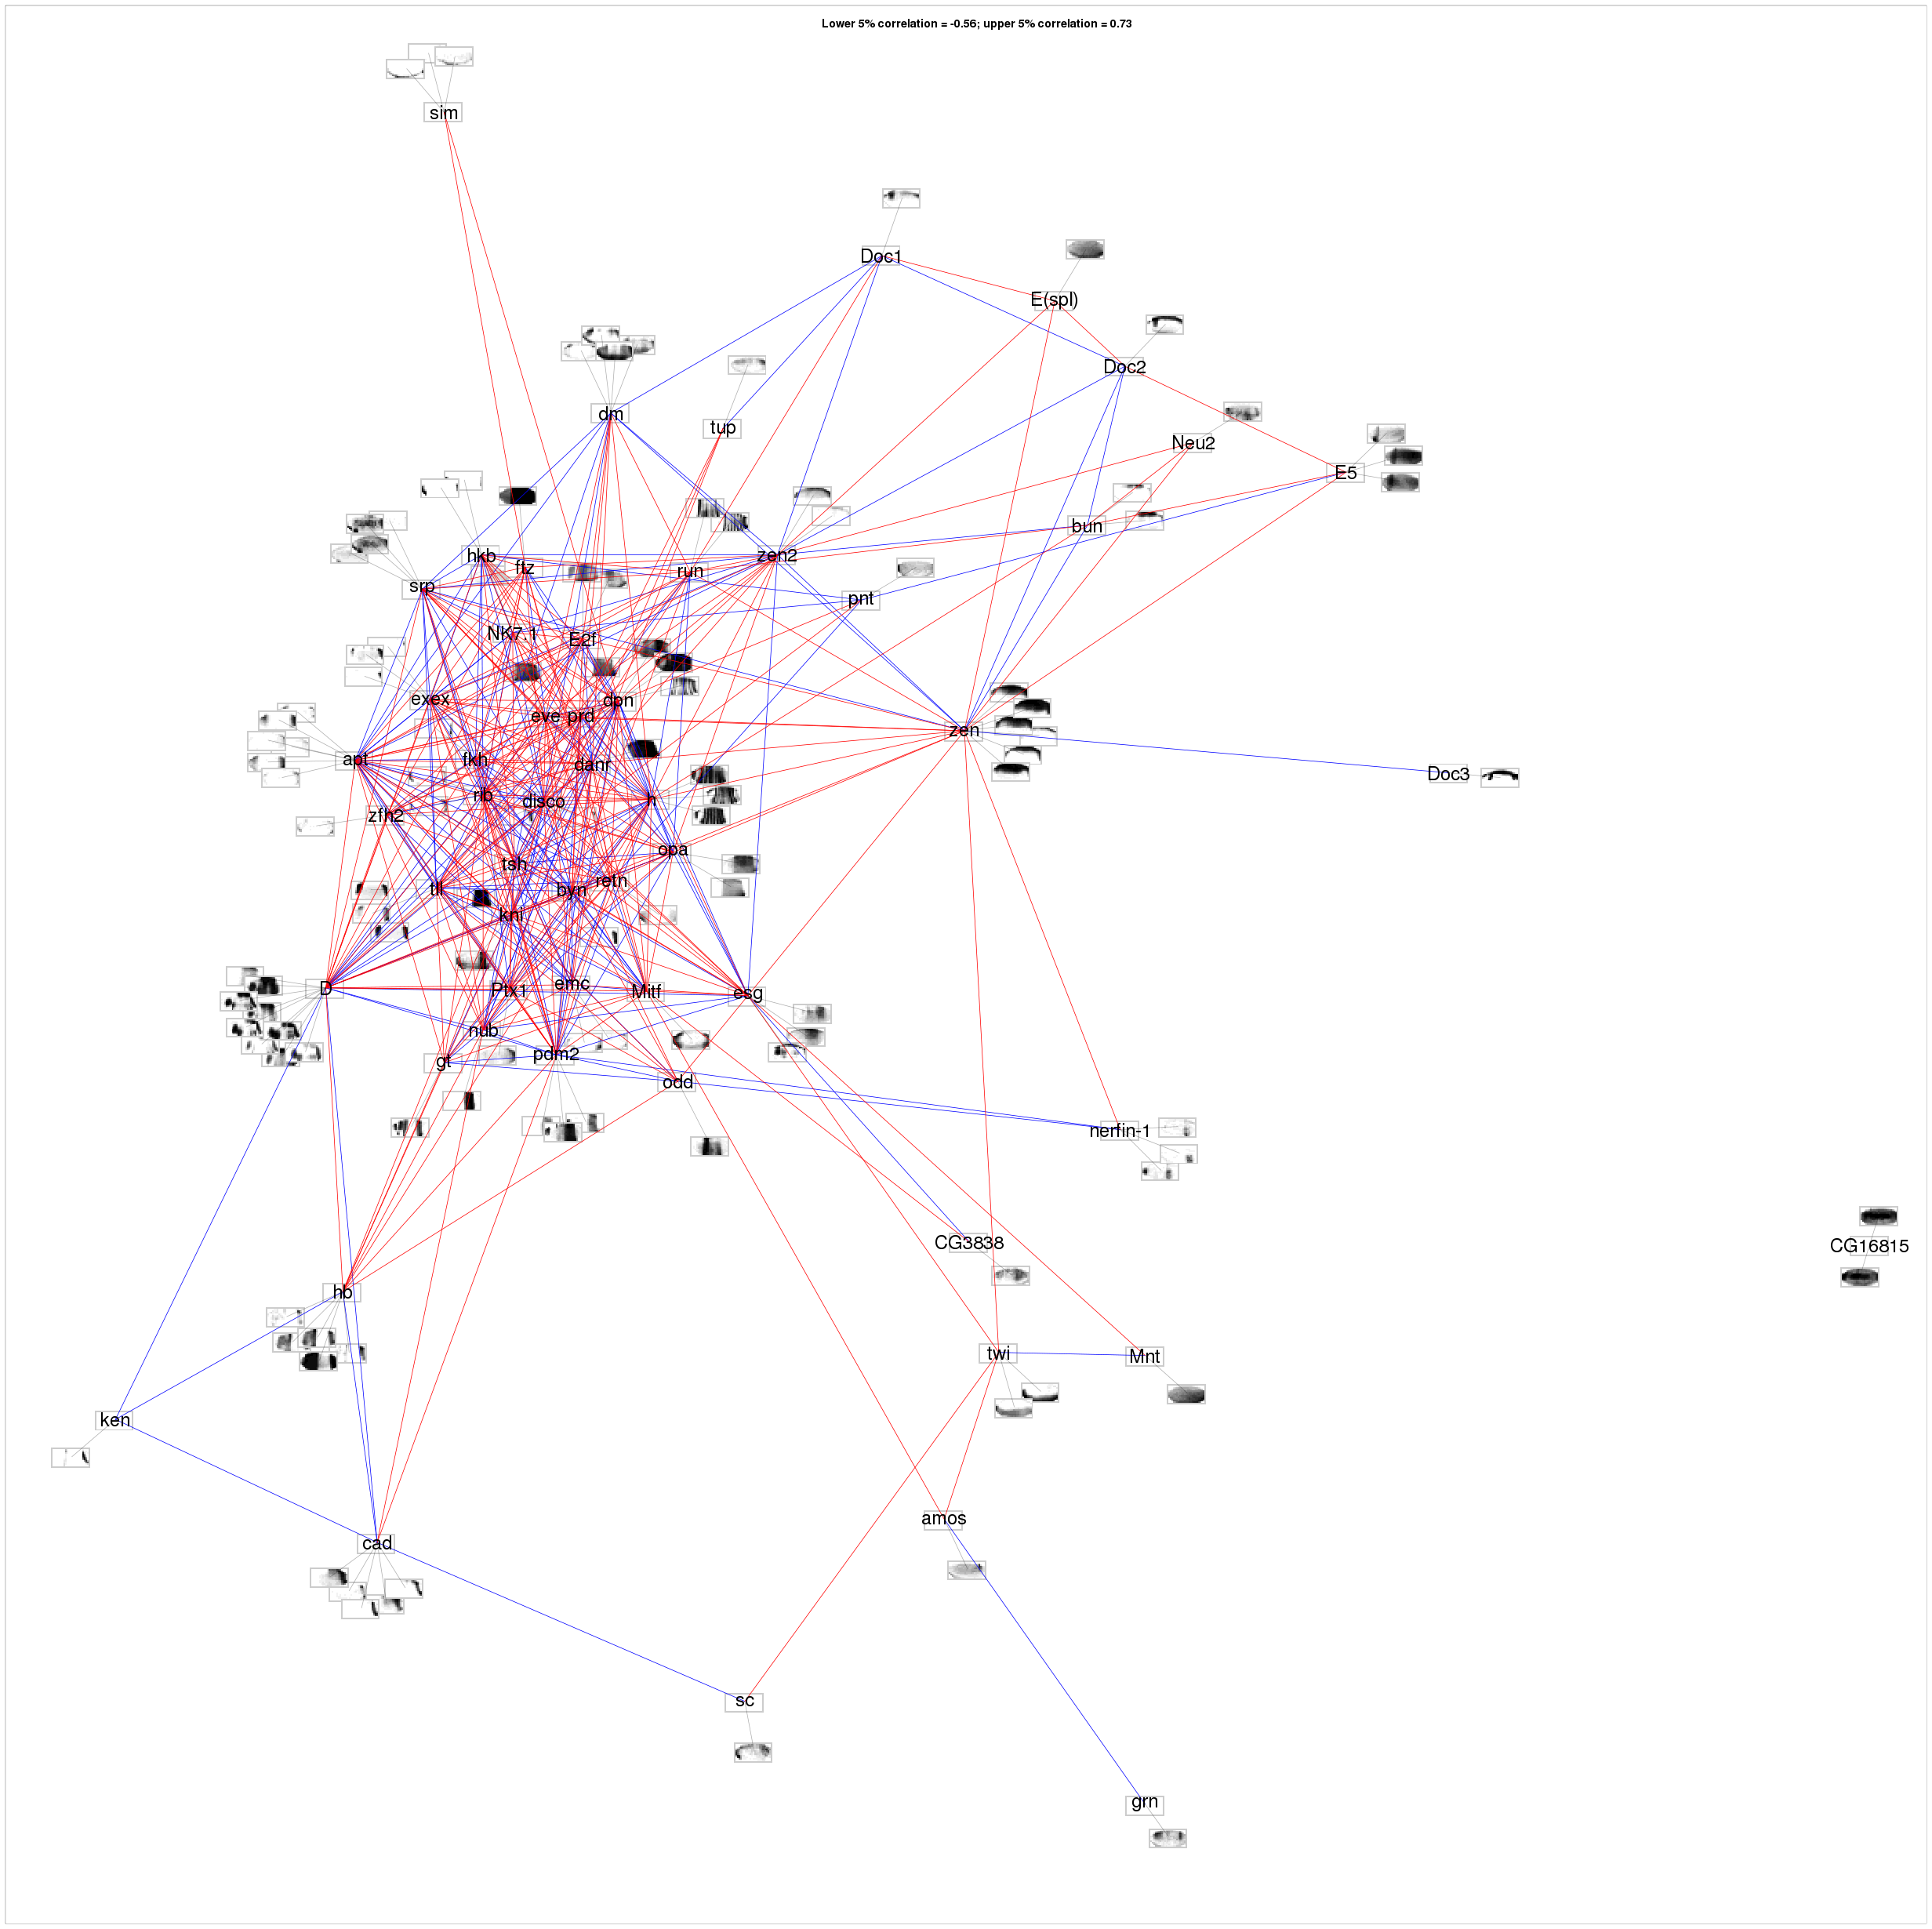 Lower 5% correlation = -0.56; upper 5% correlation = 0.73
sim
Doc1
E(spl)
Doc2
dm
tup
Neu2
E5
bun
hkb
zen2
ftz
run
srp
pnt
NK7.1
E2f
exex
dpn
eve
prd
zen
apt
fkh
danr
Doc3
rib
disco
h
zfh2
opa
tsh
retn
tll
byn
kni
D
Ptx1
emc
Mitf
esg
nub
pdm2
gt
odd
nerfin-1
CG3838
CG16815
hb
twi
Mnt
ken
amos
cad
sc
grn